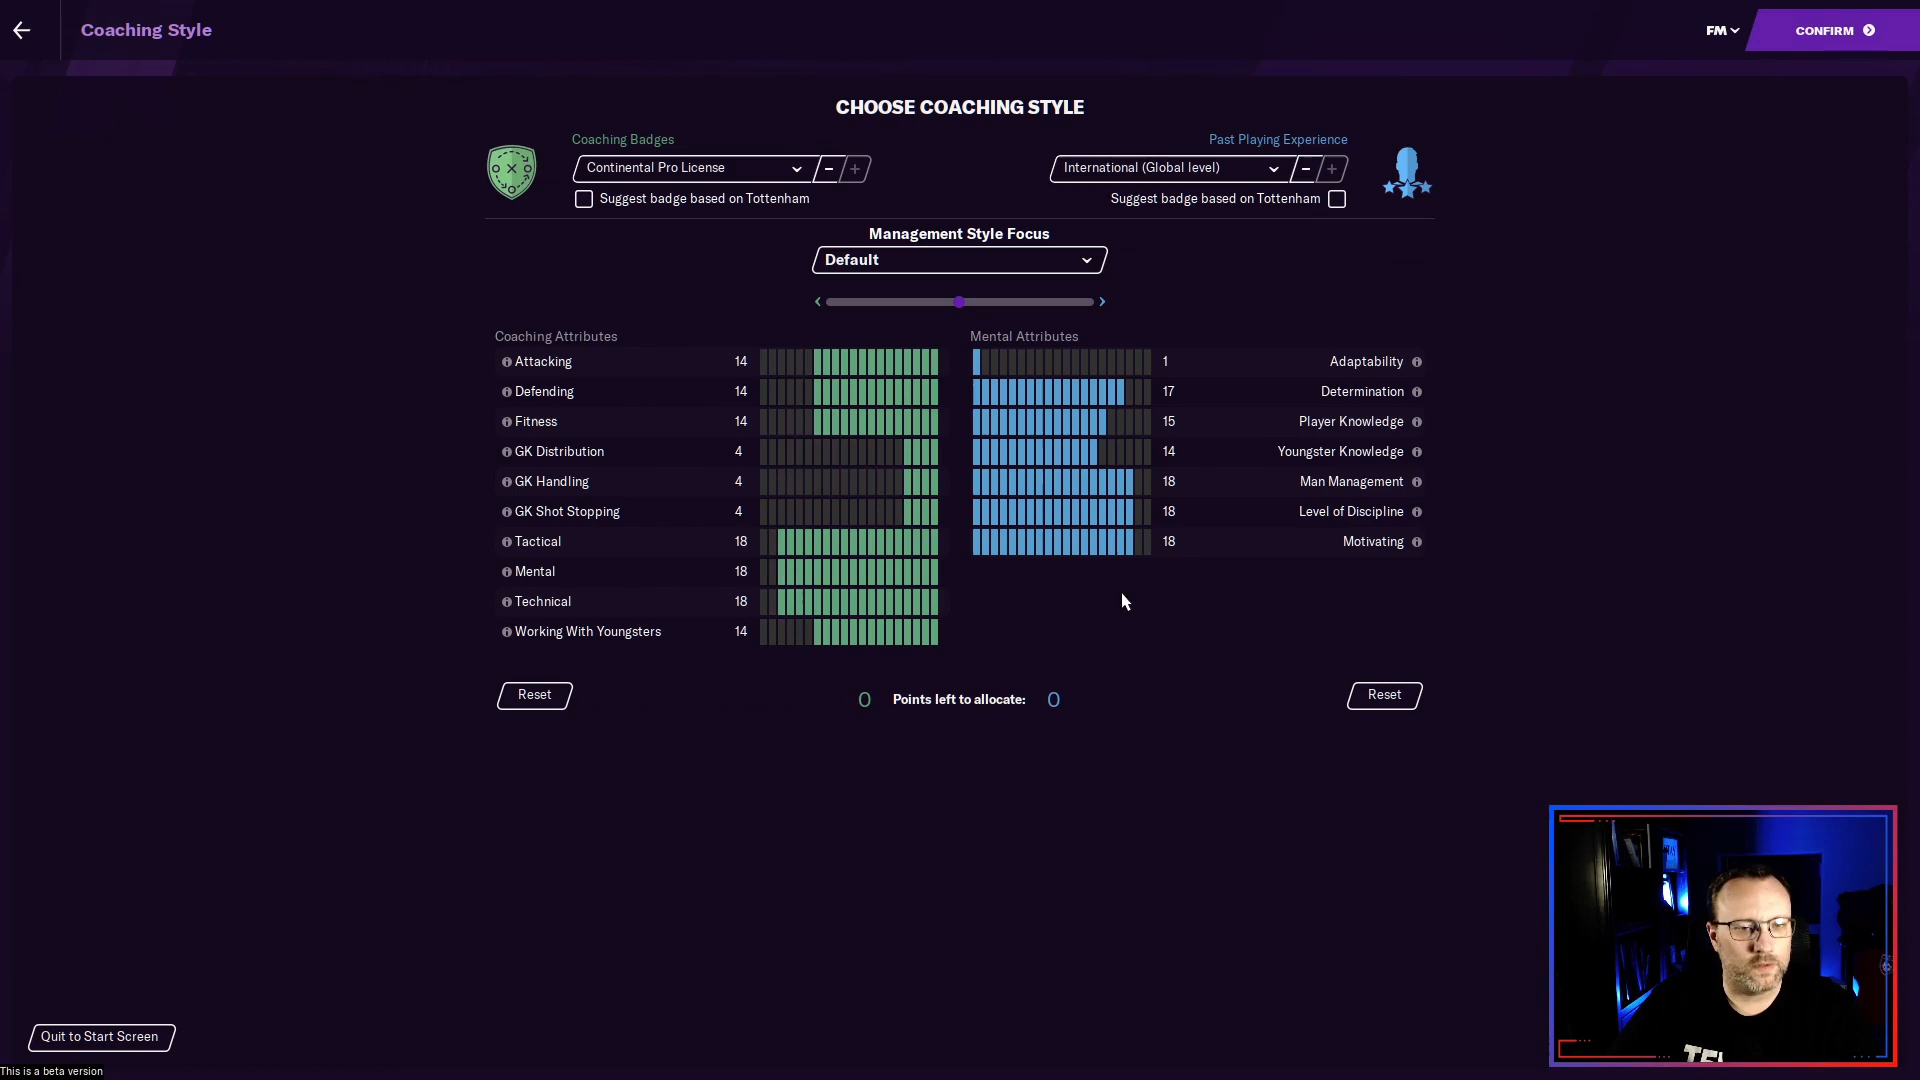 Coaching Style
FM
CONFIRM
CHOOSE COACHING STYLE
Coaching Badges
Past Playing Experience
Continental Pro License
International (Global level)
Suggest badge based on Tottenham
Suggest badge based on Tottenham
Management Style Focus
Default
Coaching Attributes
Mental Attributes
Attacking 14
1 Adaptability
Defending 14
17 Determination
Fitness 14
15 Player Knowledge
GK Distribution 4
14 Youngster Knowledge
GK Handling 4
18 Man Management
GK Shot Stopping 4
18 Level of Discipline
Tactical 18
18 Motivating
Mental 18
Technical 18
Working With Youngsters 14
Reset
0 Points left to allocate: 0
Reset
Quit to Start Screen
This is a beta version